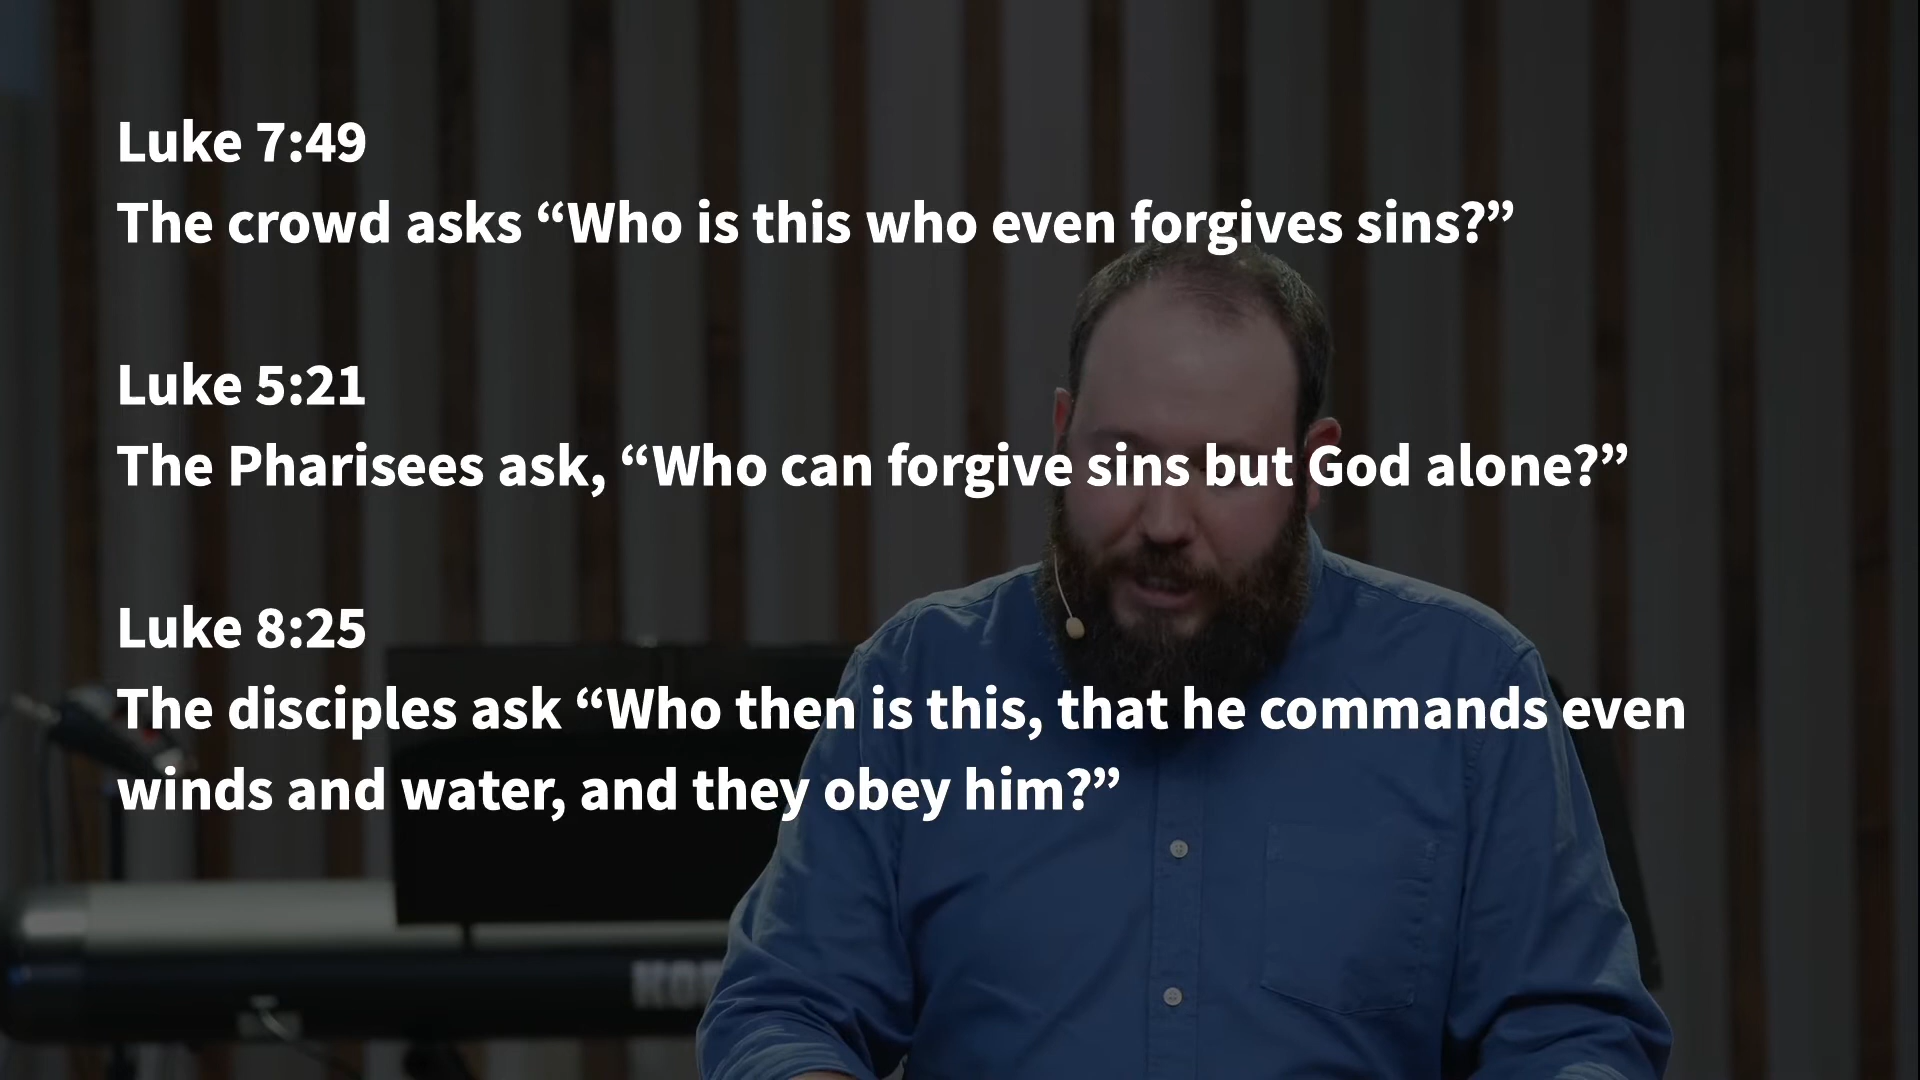 Luke 7:49
The crowd asks “Who is this who even forgives sins?”
Luke 5:21
The Pharisees ask, “Who can forgive sins but God alone?”
Luke 8:25
The disciples ask “Who then is this, that he commands even
winds and water, and they obey him?”